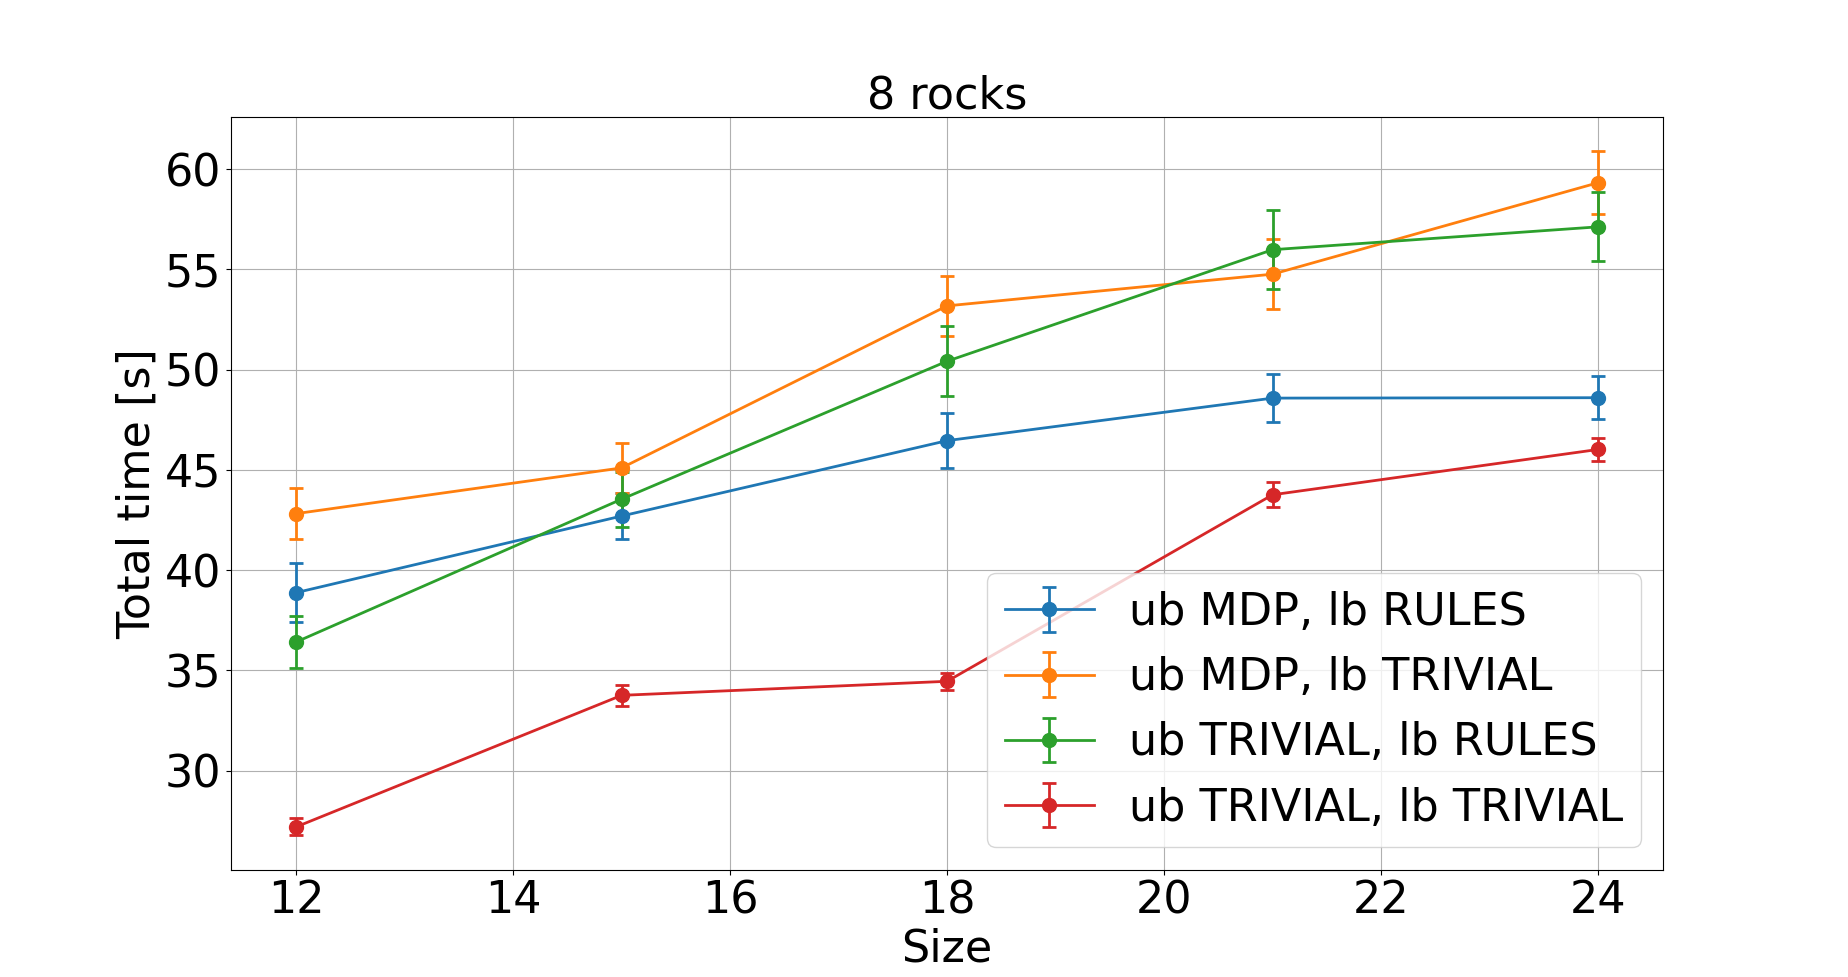 8 rocks
Total time [s]
60
55
50
45
40
35
30
12 14 16 18 20 22 24
Size
ub MDP, lb RULES
ub MDP, lb TRIVIAL
ub TRIVIAL, lb RULES
ub TRIVIAL, lb TRIVIAL